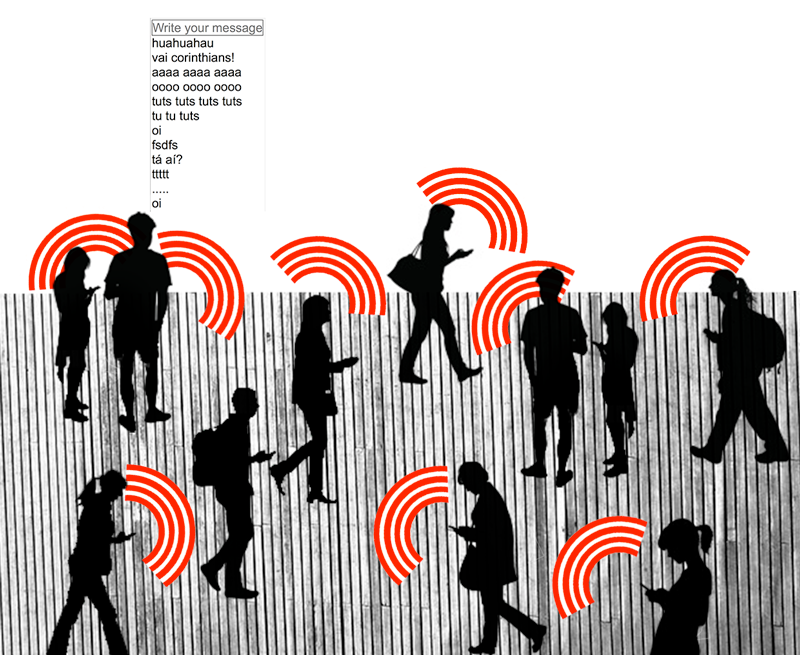 Write your message
huahuahau
vai corinthians!
aaaa aaaa aaaa
oooo oooo oooo
tuts tuts tuts tuts
tu tu tuts
oi
fsdfs
tá aí?
ttttt
.....
oi